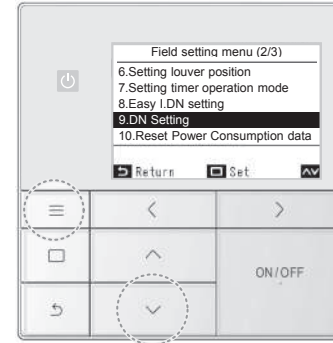 Field setting menu (2/3)
6.Setting louver position
7.Setting timer operation mode
8.Easy I.DN setting
9.DN Setting
10.Reset Power Consumption data
Return Set
ON/OFF